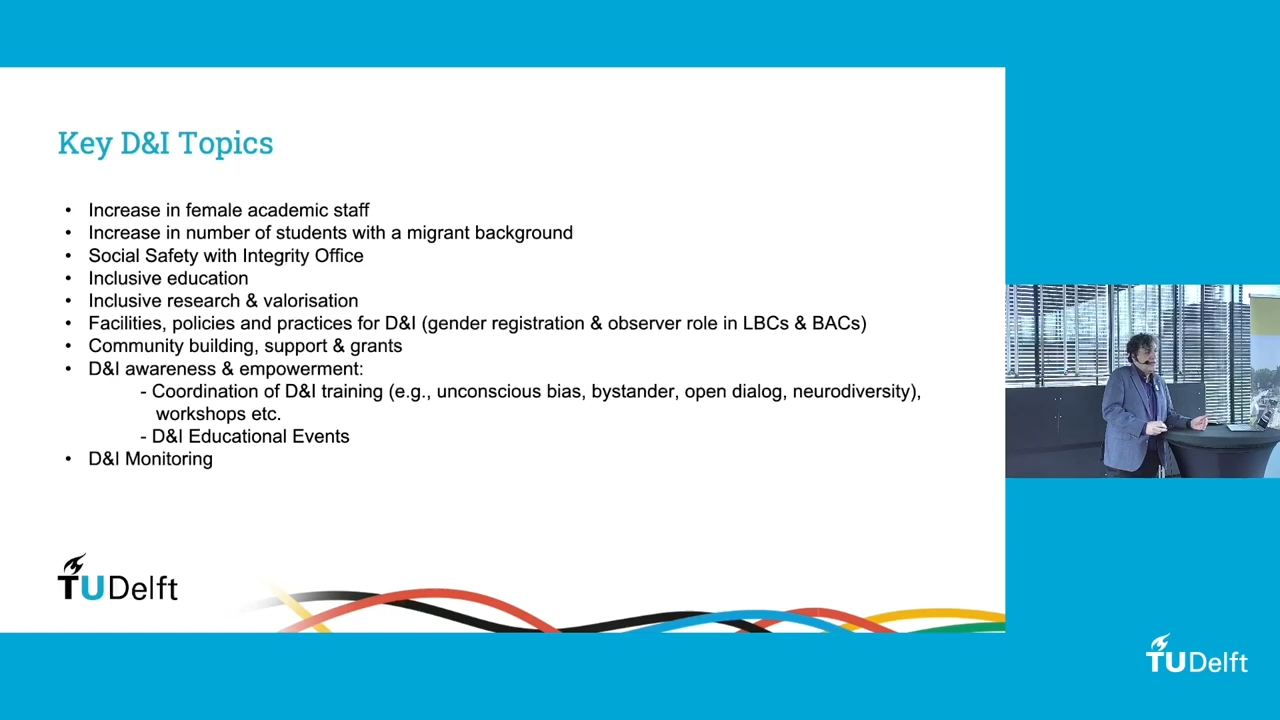 Key D&I Topics
• Increase in female academic staff
• Increase in number of students with a migrant background
• Social Safety with Integrity Office
• Inclusive education
• Inclusive research & valorisation
• Facilities, policies and practices for D&I (gender registration & observer role in LBCs & BACs)
• Community building, support & grants
• D&I awareness & empowerment:
- Coordination of D&I training (e.g., unconscious bias, bystander, open dialog, neurodiversity),
workshops etc.
- D&I Educational Events
• D&I Monitoring
TUDelft
TUDelft